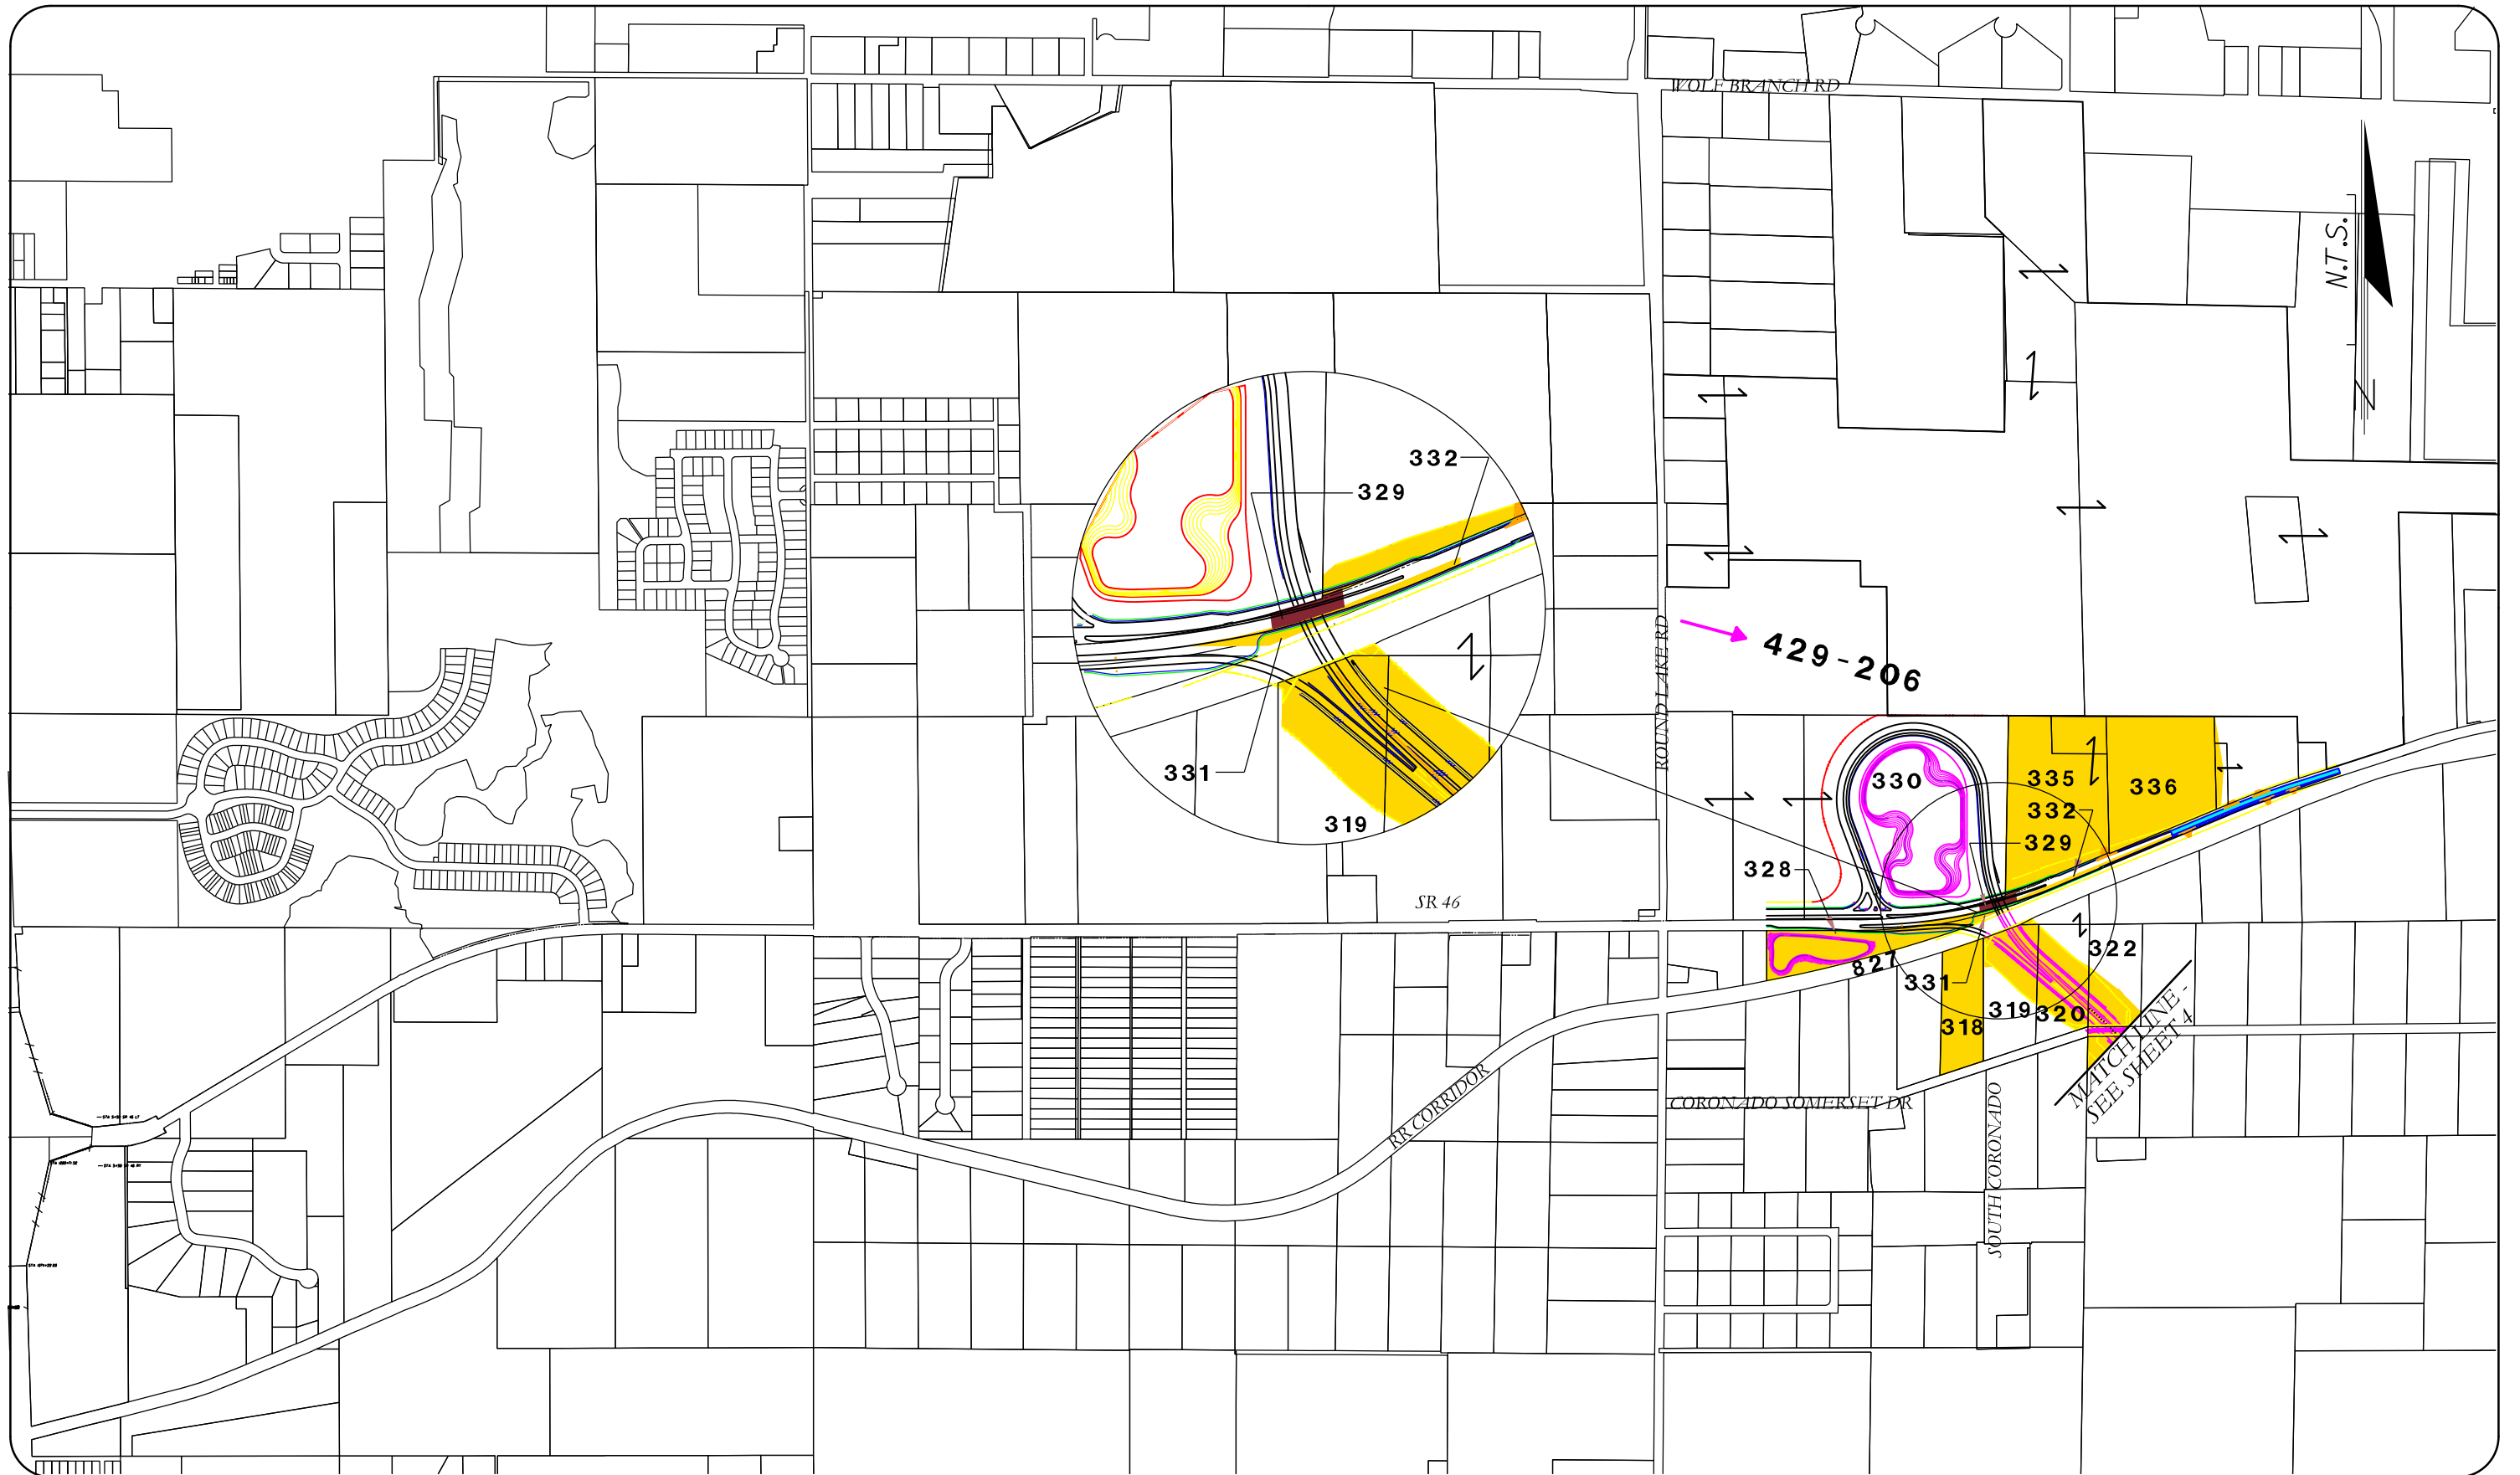 WOLF BRANCH RD
N.T.S.
332
329
331
319
ROUND LAKE RD
429-206
330
335
336
332
329
328
SR 46
827
331
322
318
319
320
MATCH LINE -
SEE SHEET 4
RR CORRIDOR
CORONADO SOMERSET DR
SOUTH CORONADO